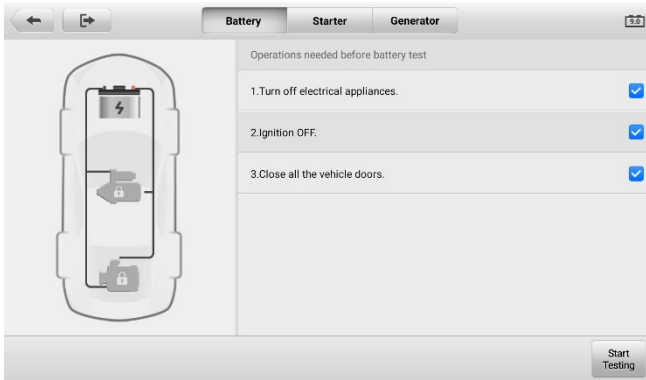 Battery Starter Generator
9.0
Operations needed before battery test
1.Turn off electrical appliances.
2.Ignition OFF.
3.Close all the vehicle doors.
Start
Testing